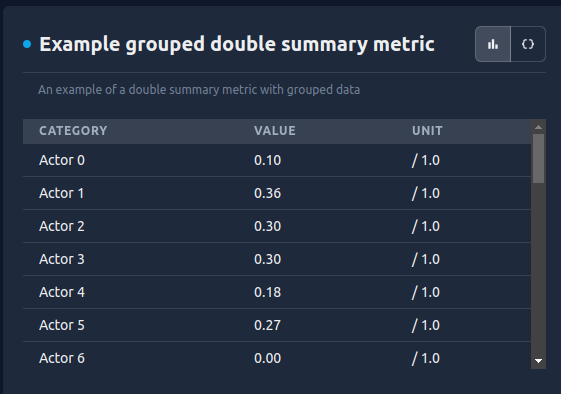 Example grouped double summary metric
An example of a double summary metric with grouped data
CATEGORY VALUE UNIT
Actor 0 0.10 / 1.0
Actor 1 0.36 / 1.0
Actor 2 0.30 / 1.0
Actor 3 0.30 / 1.0
Actor 4 0.18 / 1.0
Actor 5 0.27 / 1.0
Actor 6 0.00 / 1.0